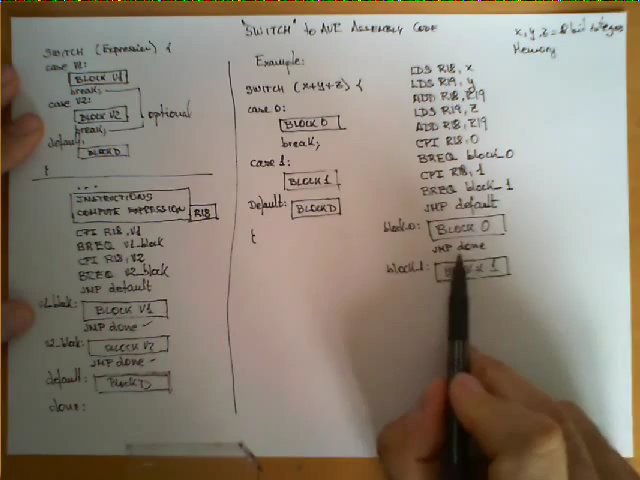 "SWITCH" to AVR ASSEMBLY CODE
x, y, z = 8 bit integers
Memory
SWITCH (Expression) {
case V1:
BLOCK V1
break;
case V2:
BLOCK V2
break;
optional
default:
BLOCK D
}
...
INSTRUCTIONS
COMPUTE EXPRESSION R18
CPI R18, V1
BREQ V1_block
CPI R18, V2
BREQ V2_block
JMP default
V1_block: BLOCK V1
JMP done
V2_block: BLOCK V2
JMP done
default: BLOCK D
done:
Example:
SWITCH (x+y+z) {
case 0:
BLOCK 0
break;
case 1:
BLOCK 1
Default: BLOCK D
}
LDS R18, x
LDS R19, y
ADD R18, R19
LDS R19, z
ADD R18, R19
CPI R18, 0
BREQ block_0
CPI R18, 1
BREQ block_1
JMP default
block_0: BLOCK 0
JMP done
block_1: BLOCK 1